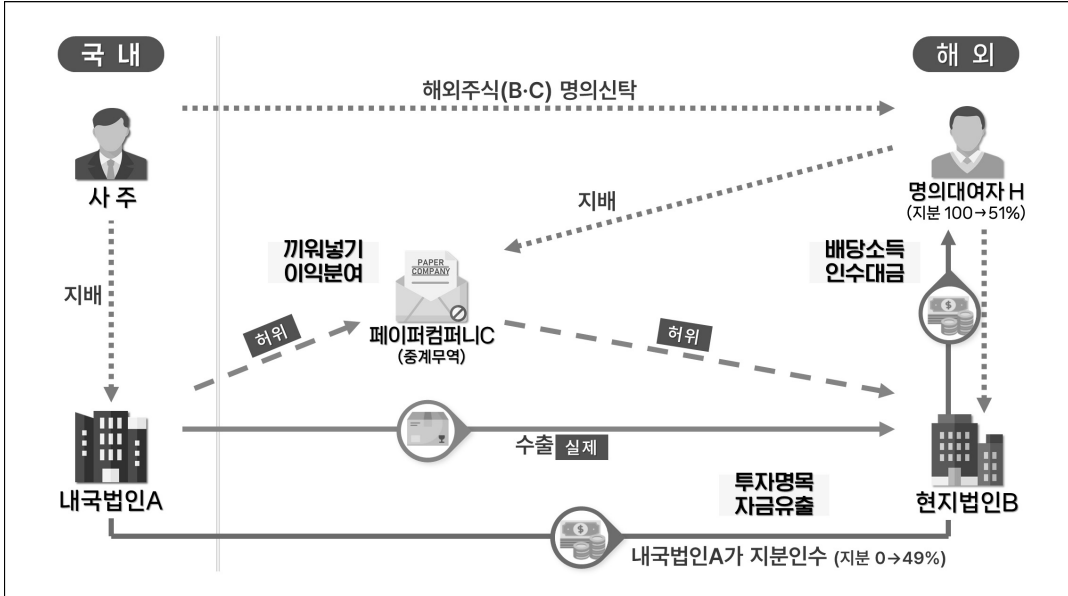 국 내
해 외
해외주식(B·C) 명의신탁
사 주
명의대여자 H
(지분 100→51%)
지배
끼워넣기
이익분여
PAPER
COMPANY
배당소득
인수대금
지배
허위
페이퍼컴퍼니C
(중계무역)
허위
수출 실제
내국법인A
투자명목
자금유출
현지법인B
내국법인A가 지분인수 (지분 0→49%)